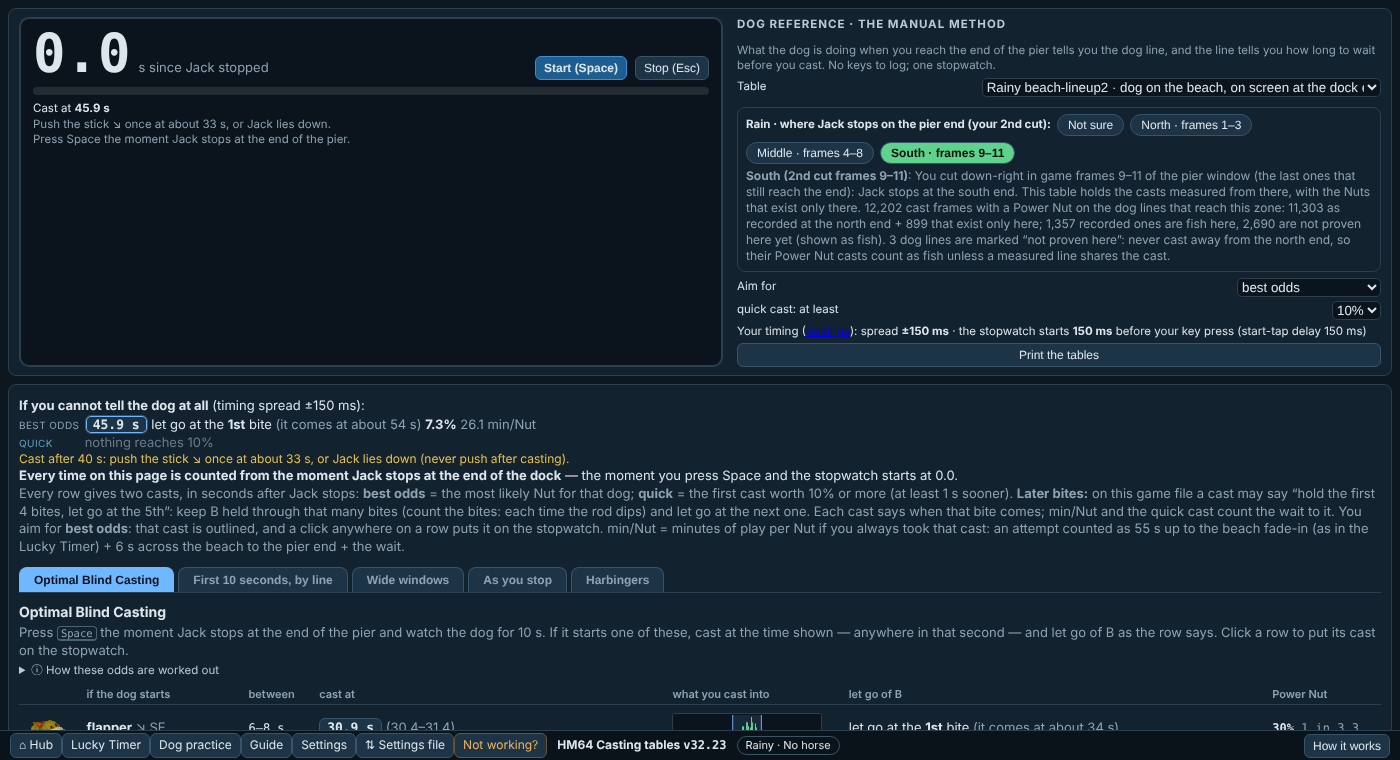 0.0 s since Jack stopped
Start (Space) Stop (Esc)
Cast at 45.9 s
Push the stick ↘ once at about 33 s, or Jack lies down.
Press Space the moment Jack stops at the end of the pier.
DOG REFERENCE · THE MANUAL METHOD
What the dog is doing when you reach the end of the pier tells you the dog line, and the line tells you how long to wait
before you cast. No keys to log; one stopwatch.
Table Rainy beach-lineup2 · dog on the beach, on screen at the dock
Rain · where Jack stops on the pier end (your 2nd cut): Not sure North · frames 1–3
Middle · frames 4–8 South · frames 9–11
South (2nd cut frames 9–11): You cut down-right in game frames 9–11 of the pier window (the last ones that
still reach the end): Jack stops at the south end. This table holds the casts measured from there, with the Nuts
that exist only there. 12,202 cast frames with a Power Nut on the dog lines that reach this zone: 11,303 as
recorded at the north end + 899 that exist only here; 1,357 recorded ones are fish here, 2,690 are not proven
here yet (shown as fish). 3 dog lines are marked “not proven here”: never cast away from the north end, so
their Power Nut casts count as fish unless a measured line shares the cast.
Aim for best odds
quick cast: at least 10%
Your timing (Settings): spread ±150 ms · the stopwatch starts 150 ms before your key press (start-tap delay 150 ms)
Print the tables
If you cannot tell the dog at all (timing spread ±150 ms):
BEST ODDS 45.9 s let go at the 1st bite (it comes at about 54 s) 7.3% 26.1 min/Nut
QUICK nothing reaches 10%
Cast after 40 s: push the stick ↘ once at about 33 s, or Jack lies down (never push after casting).
Every time on this page is counted from the moment Jack stops at the end of the dock — the moment you press Space and the stopwatch starts at 0.0.
Every row gives two casts, in seconds after Jack stops: best odds = the most likely Nut for that dog; quick = the first cast worth 10% or more (at least 1 s sooner). Later bites: on this game file a cast may say “hold the first
4 bites, let go at the 5th”: keep B held through that many bites (count the bites: each time the rod dips) and let go at the next one. Each cast says when that bite comes; min/Nut and the quick cast count the wait to it. You
aim for best odds: that cast is outlined, and a click anywhere on a row puts it on the stopwatch. min/Nut = minutes of play per Nut if you always took that cast: an attempt counted as 55 s up to the beach fade-in (as in the
Lucky Timer) + 6 s across the beach to the pier end + the wait.
Optimal Blind Casting First 10 seconds, by line Wide windows As you stop Harbingers
Optimal Blind Casting
Press Space the moment Jack stops at the end of the pier and watch the dog for 10 s. If it starts one of these, cast at the time shown — anywhere in that second — and let go of B as the row says. Click a row to put its cast
on the stopwatch.
▶ ⓘ How these odds are worked out
if the dog starts between cast at what you cast into let go of B Power Nut
flapper ↘ SE 6–8 s 30.9 s (30.4–31.4) let go at the 1st bite (it comes at about 34 s) 30% 1 in 3.3
⌂ Hub Lucky Timer Dog practice Guide Settings ⇅ Settings file Not working? HM64 Casting tables v32.23 Rainy · No horse How it works